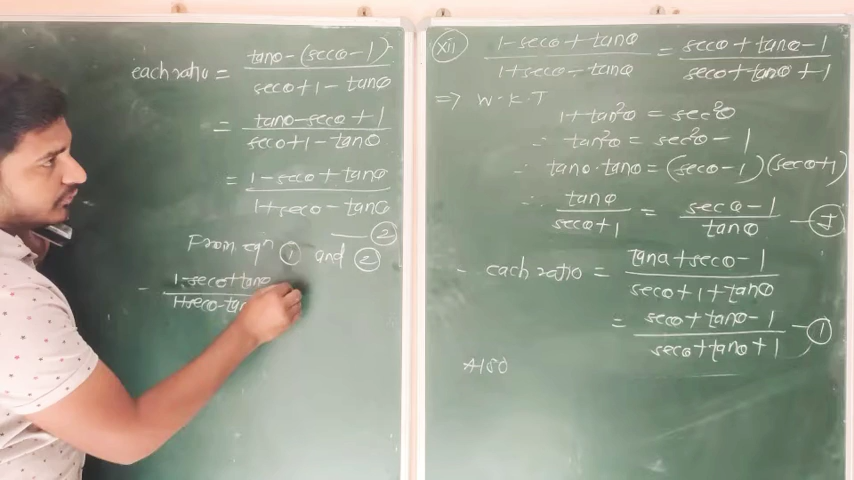 (xii) (1-secθ+tanθ)/(1+secθ-tanθ) = (secθ+tanθ-1)/(secθ+tanθ+1)
=> W.K.T
1+tan²θ = sec²θ
∴ tan²θ = sec²θ - 1
∴ tanθ·tanθ = (secθ-1)(secθ+1)
∴ tanθ/(secθ+1) = (secθ-1)/tanθ — I
- each ratio = (tanθ+secθ-1)/(secθ+1+tanθ)
= (secθ+tanθ-1)/(secθ+tanθ+1) — ①
Also
each ratio = (tanθ-(secθ-1))/(secθ+1-tanθ)
= (tanθ-secθ+1)/(secθ+1-tanθ)
= (1-secθ+tanθ)/(1+secθ-tanθ)
— ②
From eqn ① and ②
- (1-secθ+tanθ)/(1+secθ-tan